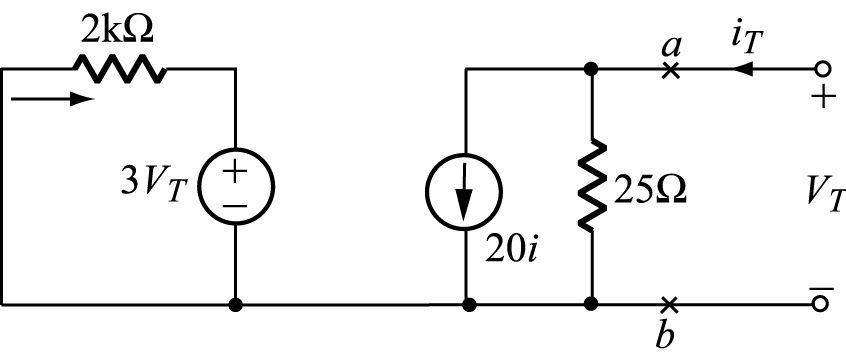 2kΩ
a
i_T
+
3V_T
+
−
25Ω
V_T
20i
−
b